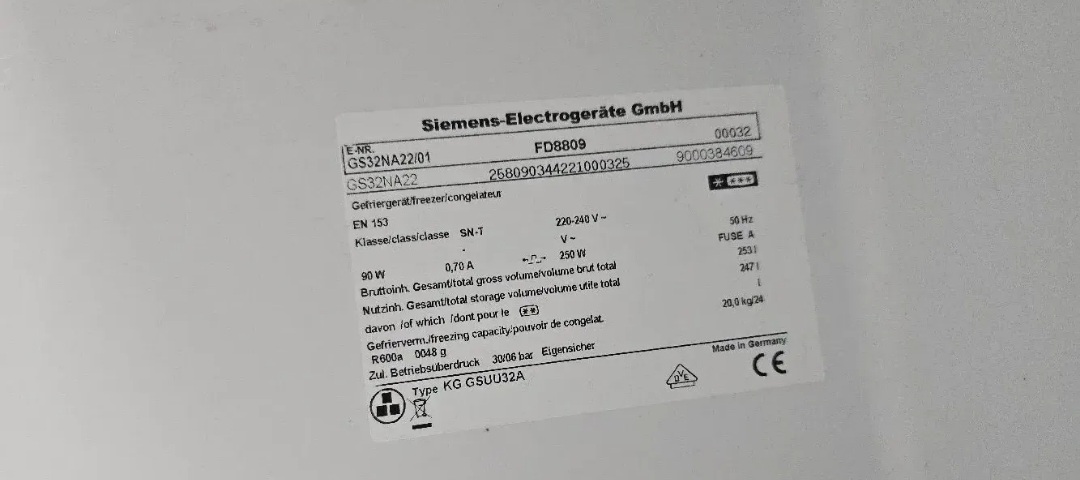 Siemens-Electrogeräte GmbH
E-NR. GS32NA22/01 FD8809 00032
GS32NA22 258090344221000325 9000384609
Gefriergerät/freezer/congelateur
EN 153
Klasse/class/classe SN-T 220-240 V ~ 50 Hz
- V ~ FUSE A
90 W 0,70 A 250 W 253 l
Bruttoinh. Gesamt/total gross volume/volume brut total 247 l
Nutzinh. Gesamt/total storage volume/volume utile total l
davon /of which /dont pour le
Gefrierverm./freezing capacity/pouvoir de congelat. 20,0 kg/24
R600a 0048 g
Zul. Betriebsüberdruck 30/06 bar Eigensicher
Made in Germany
Type KG GSUU32A
DVE
CE